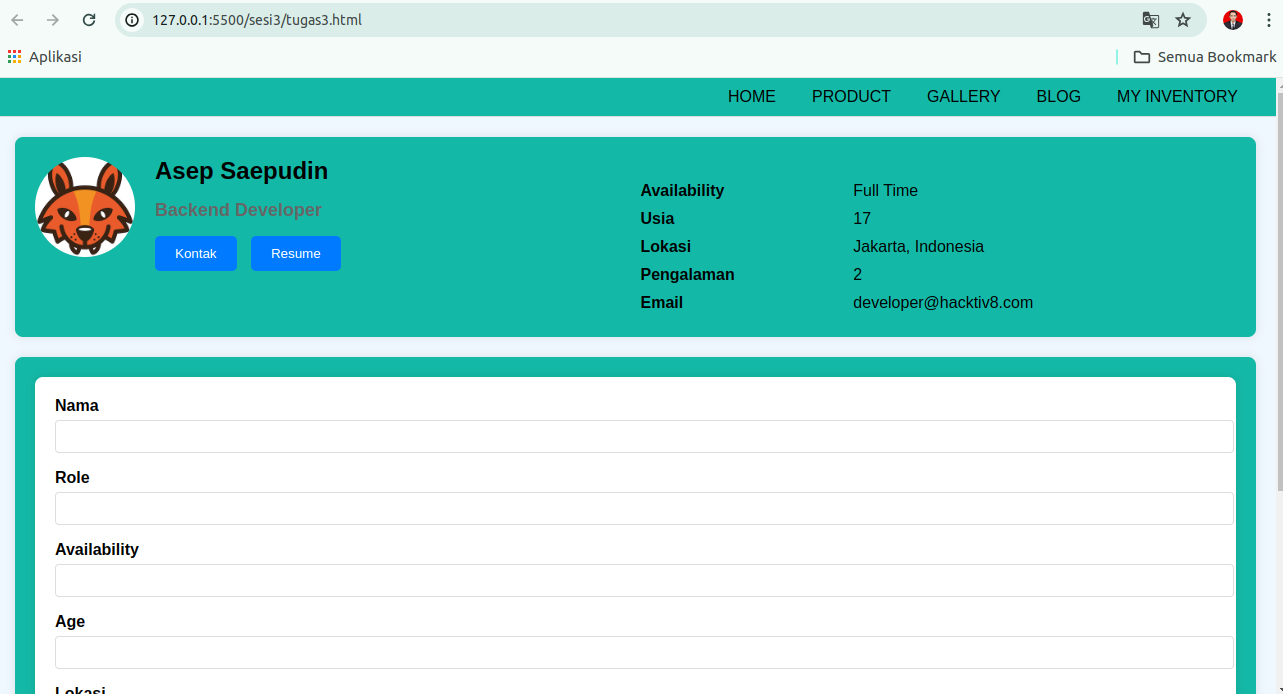 127.0.0.1:5500/sesi3/tugas3.html
Aplikasi
Semua Bookmark
HOME PRODUCT GALLERY BLOG MY INVENTORY
Asep Saepudin
Backend Developer
Kontak Resume
Availability Full Time
Usia 17
Lokasi Jakarta, Indonesia
Pengalaman 2
Email developer@hacktiv8.com
Nama
Role
Availability
Age
Lokasi